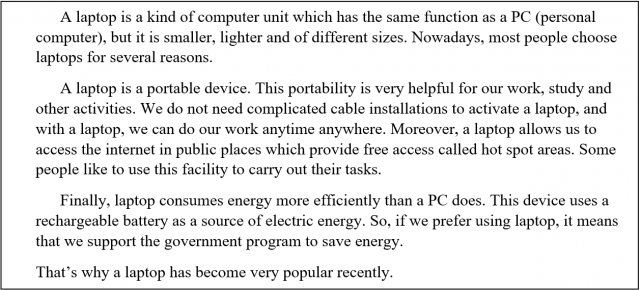 A laptop is a kind of computer unit which has the same function as a PC (personal
computer), but it is smaller, lighter and of different sizes. Nowadays, most people choose
laptops for several reasons.
A laptop is a portable device. This portability is very helpful for our work, study and
other activities. We do not need complicated cable installations to activate a laptop, and
with a laptop, we can do our work anytime anywhere. Moreover, a laptop allows us to
access the internet in public places which provide free access called hot spot areas. Some
people like to use this facility to carry out their tasks.
Finally, laptop consumes energy more efficiently than a PC does. This device uses a
rechargeable battery as a source of electric energy. So, if we prefer using laptop, it means
that we support the government program to save energy.
That’s why a laptop has become very popular recently.